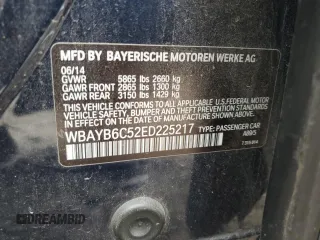 MFD BY BAYERISCHE MOTOREN WERKE AG
06/14
GVWR 5865 lbs 2660 kg
GAWR FRONT 2865 lbs 1300 kg
GAWR REAR 3150 lbs 1429 kg
THIS VEHICLE CONFORMS TO ALL APPLICABLE U.S. FEDERAL MOTOR
VEHICLE SAFETY, BUMPER, AND THEFT PREVENTION STANDARDS
IN EFFECT ON THE DATE OF MANUFACTURE SHOWN ABOVE.
WBAYB6C52ED225217 TYPE: PASSENGER CAR
DREAMBID